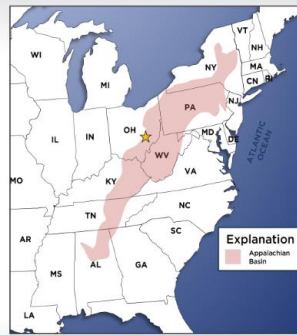 VT
WI
NH
NY
MA
MI
CN
RI
PA
NJ
OH
MD
DE
IL
IN
WV
VA
ATLANTIC
OCEAN
KY
MO
NC
TN
AR
SC
Explanation
Appalachian
Basin
MS
AL
GA
LA